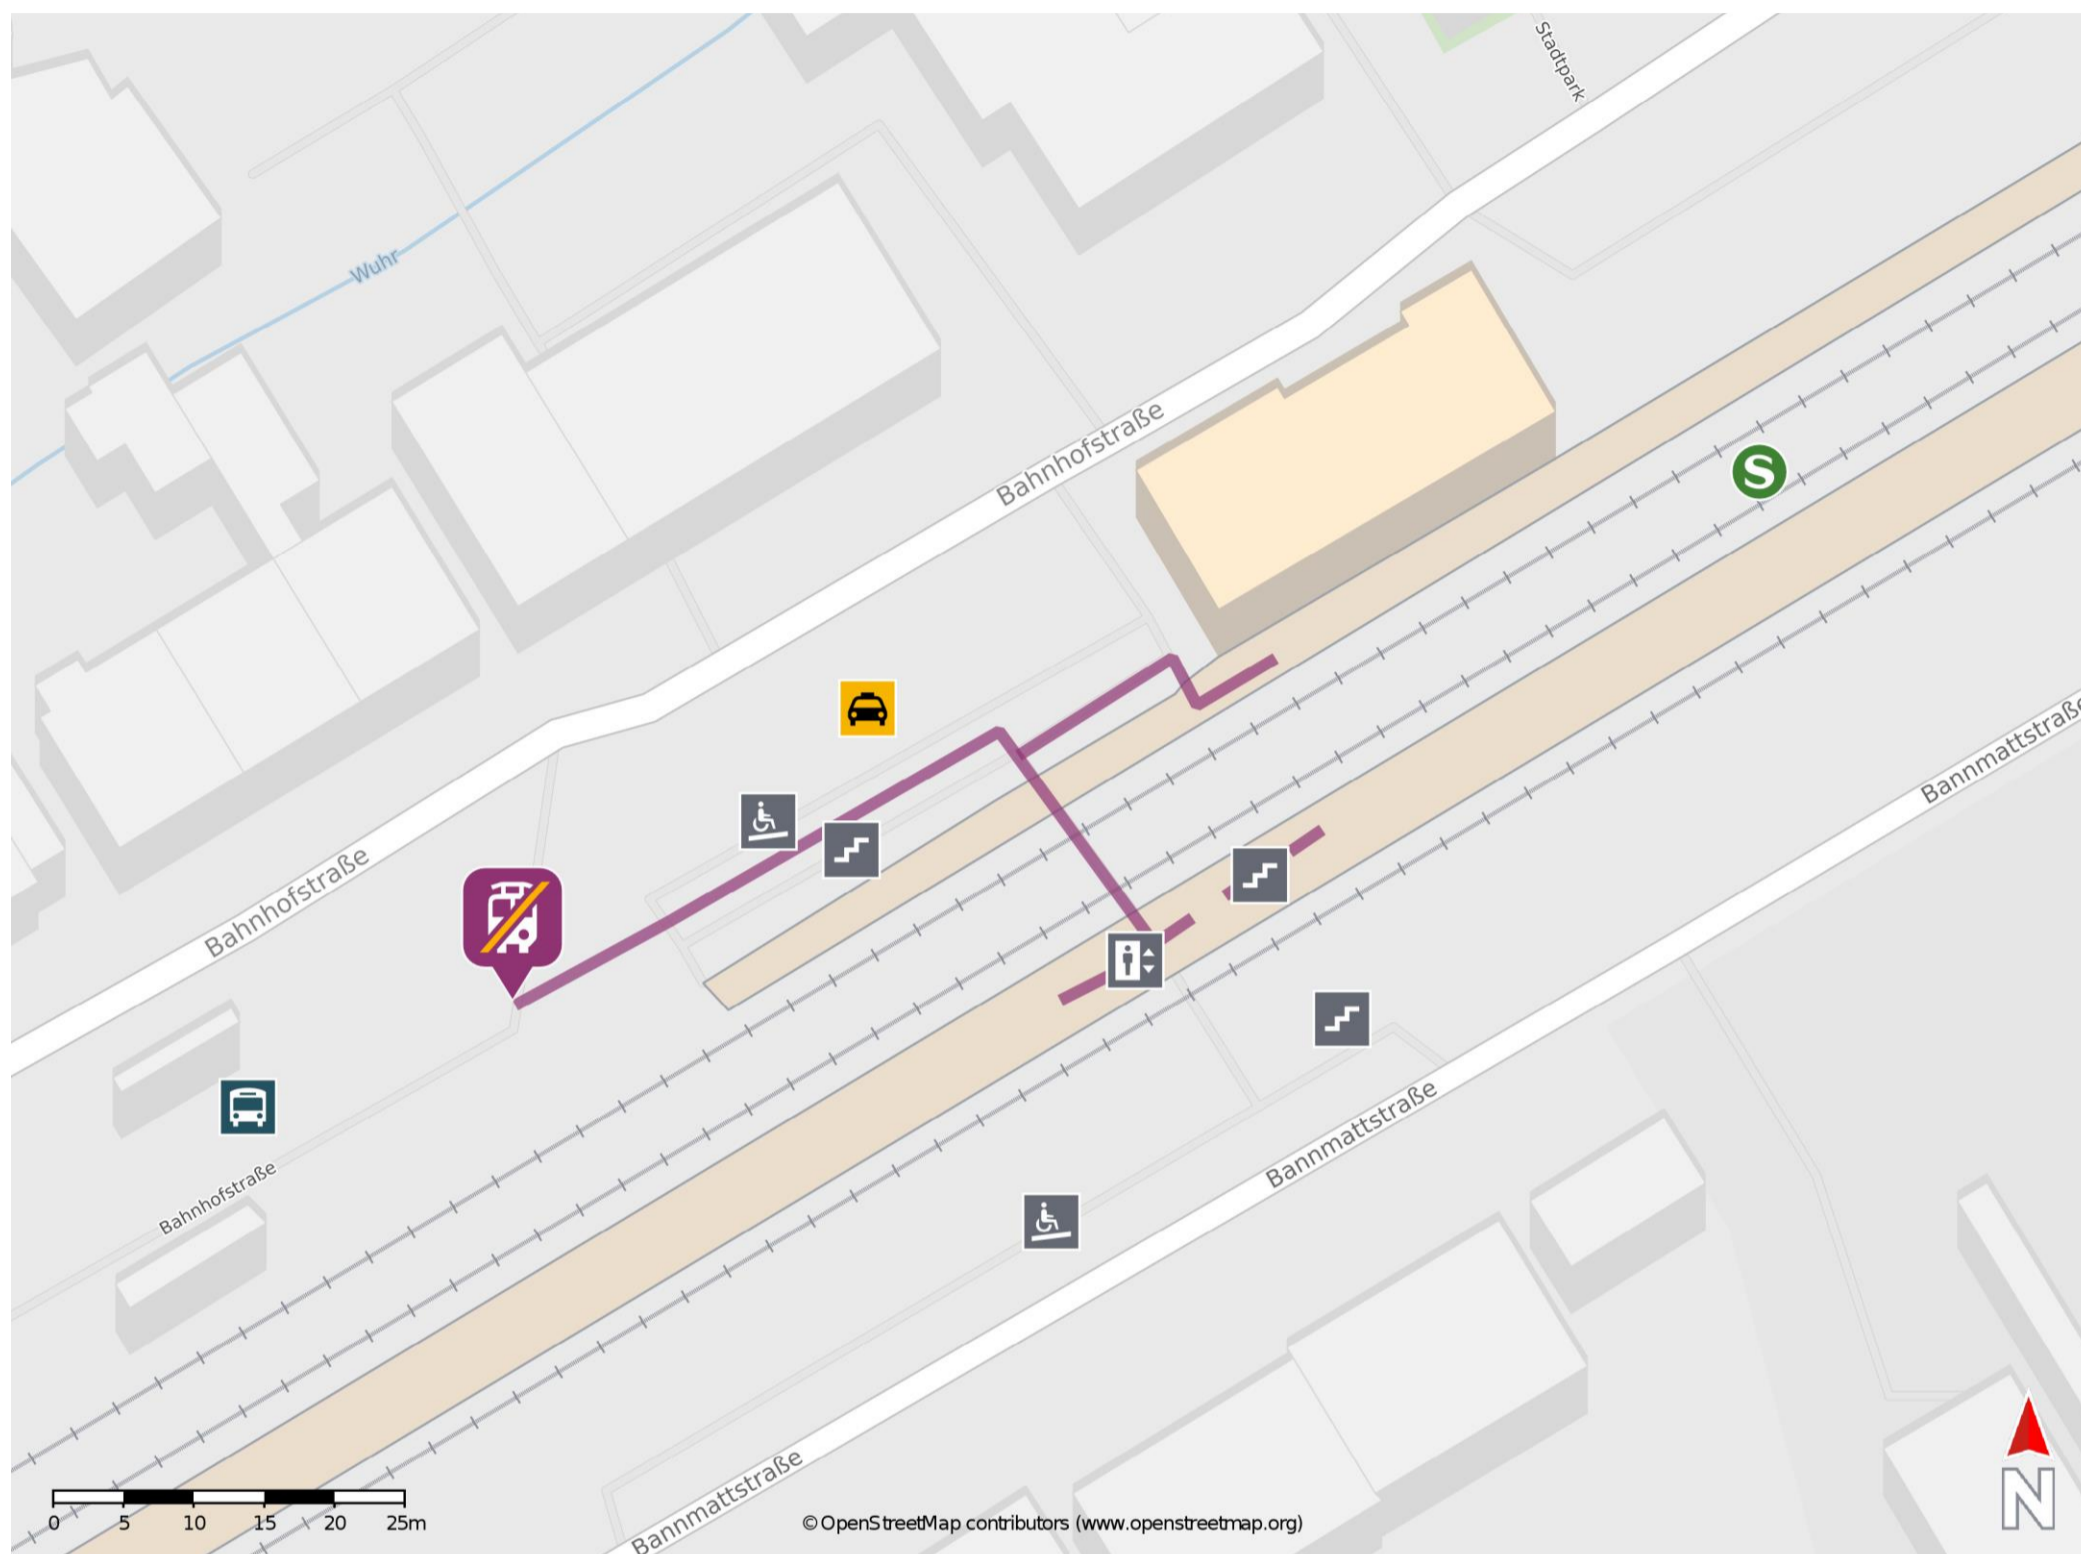 Stadtpark
Wuhr
Bahnhofstraße
S
Bannmattstraße
Bahnhofstraße
Bannmattstraße
Bahnhofstraße
Bannmattstraße
0 5 10 15 20 25m
©OpenStreetMap contributors (www.openstreetmap.org)
N